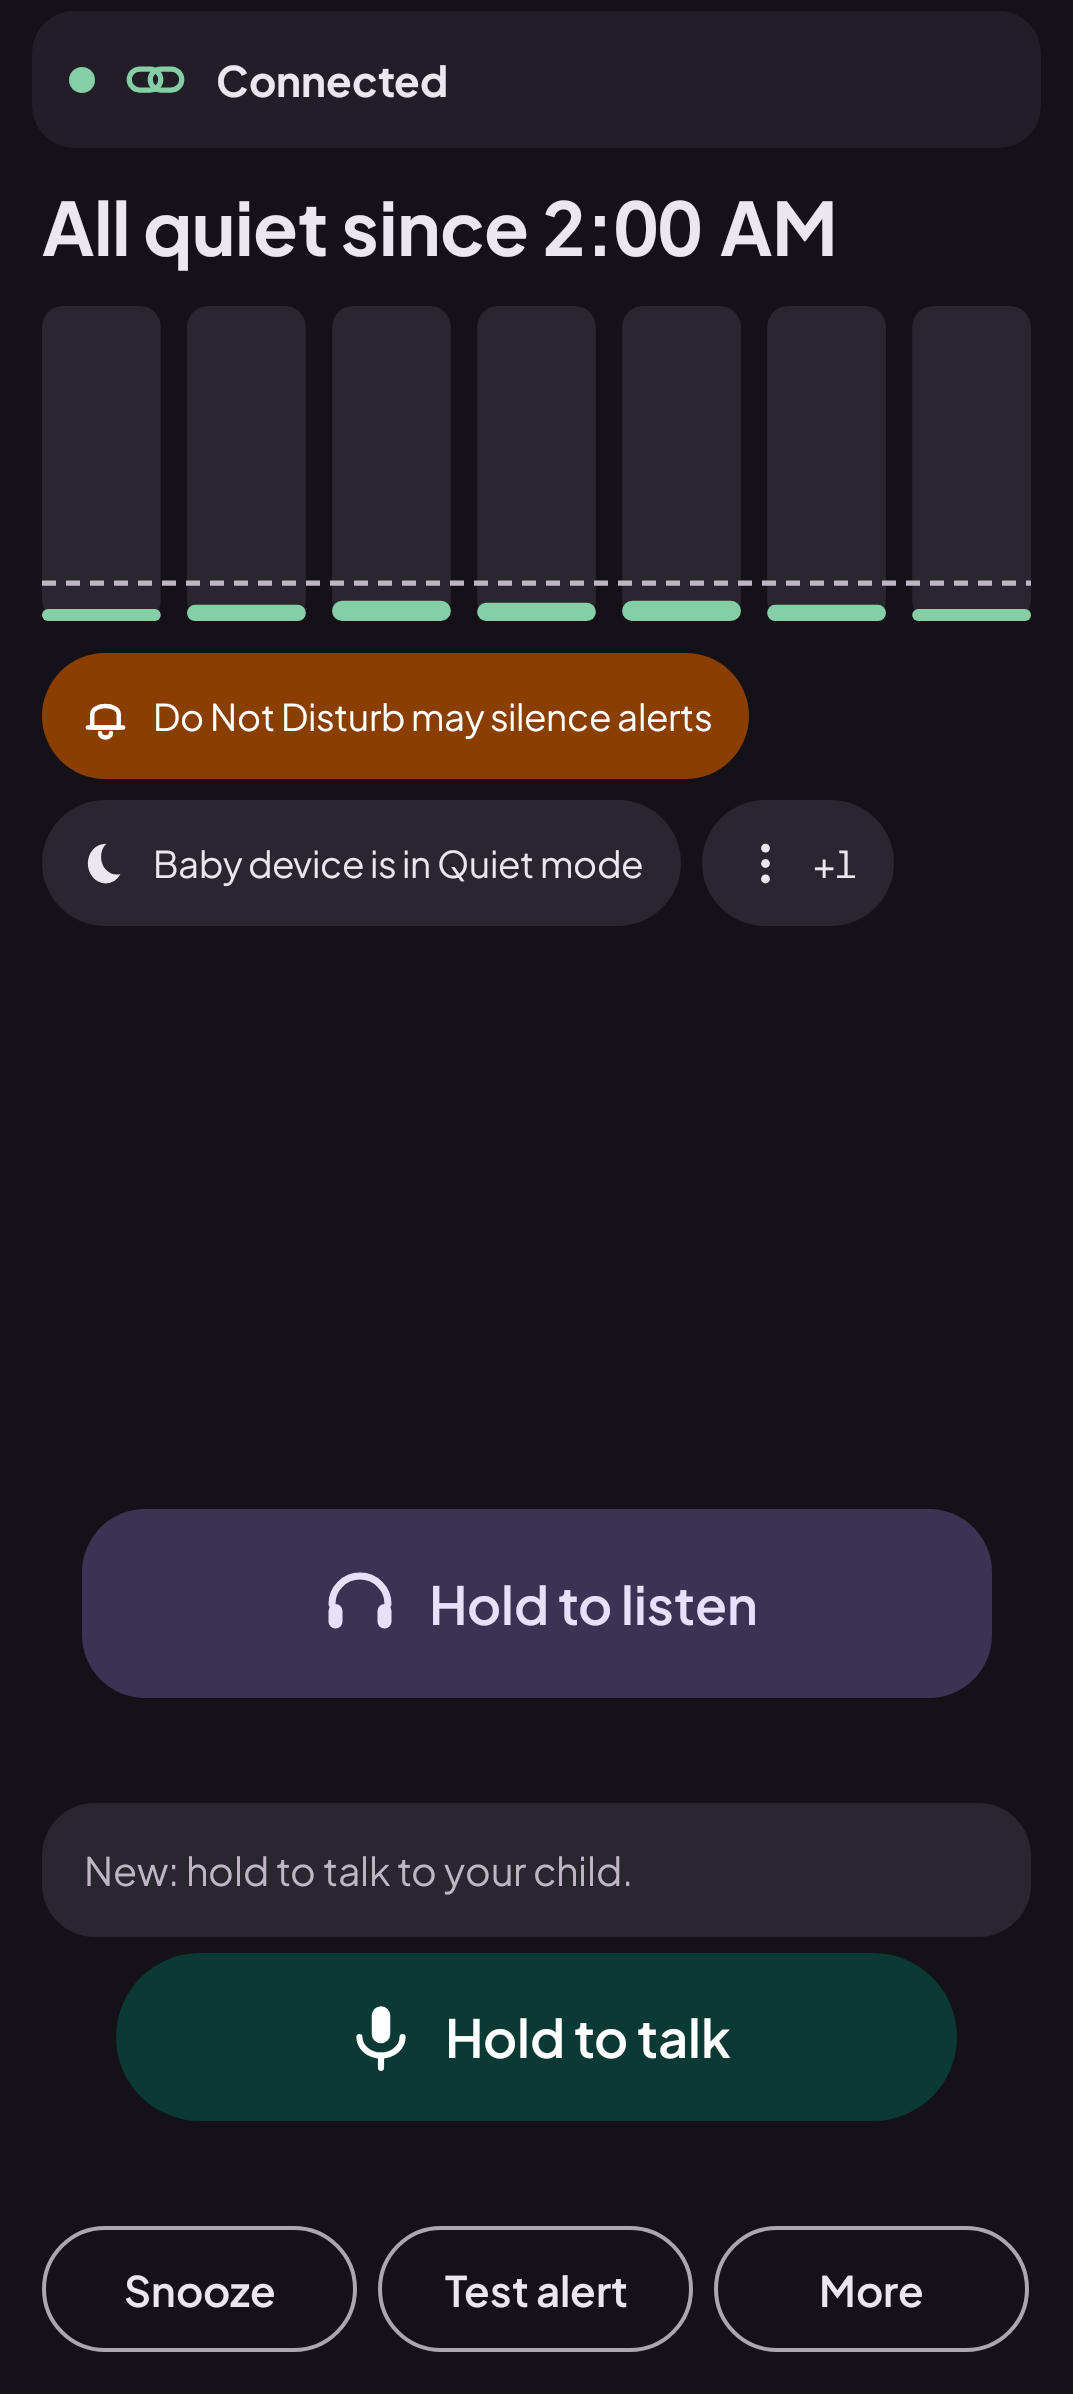 Connected
All quiet since 2:00 AM
Do Not Disturb may silence alerts
Baby device is in Quiet mode
+1
Hold to listen
New: hold to talk to your child.
Hold to talk
Snooze
Test alert
More